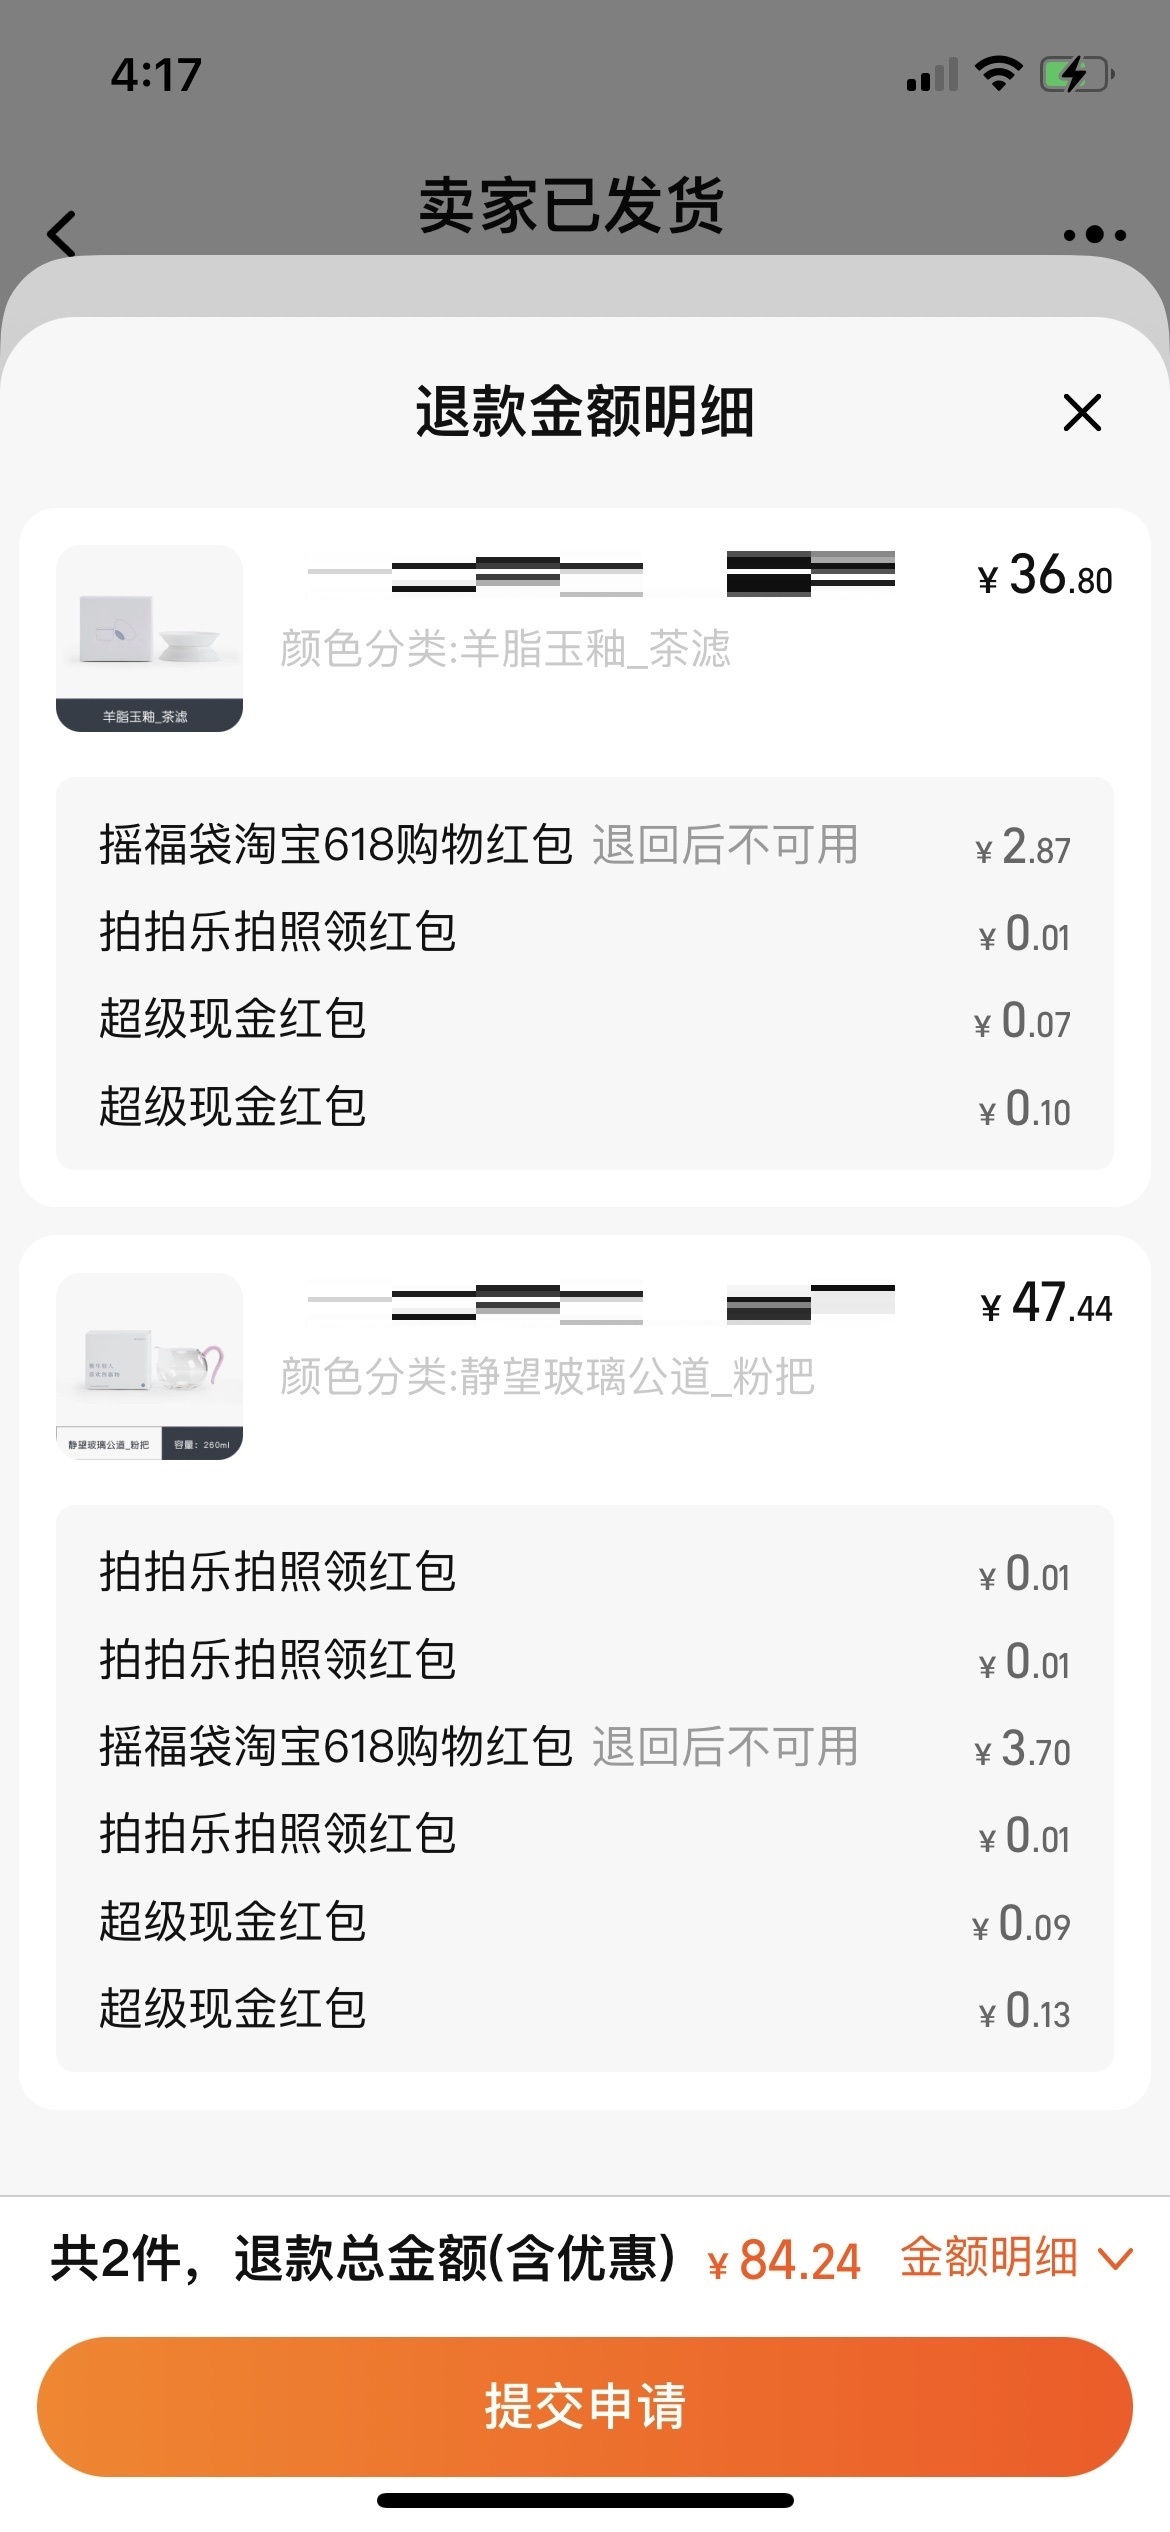 4:17
卖家已发货
退款金额明细
¥ 36.80
颜色分类:羊脂玉釉_茶滤
羊脂玉釉_茶滤
摇福袋淘宝618购物红包 退回后不可用 ¥ 2.87
拍拍乐拍照领红包 ¥ 0.01
超级现金红包 ¥ 0.07
超级现金红包 ¥ 0.10
¥ 47.44
颜色分类:静望玻璃公道_粉把
静望玻璃公道_粉把 容量：260ml
拍拍乐拍照领红包 ¥ 0.01
拍拍乐拍照领红包 ¥ 0.01
摇福袋淘宝618购物红包 退回后不可用 ¥ 3.70
拍拍乐拍照领红包 ¥ 0.01
超级现金红包 ¥ 0.09
超级现金红包 ¥ 0.13
共2件，退款总金额(含优惠) ¥ 84.24 金额明细
提交申请